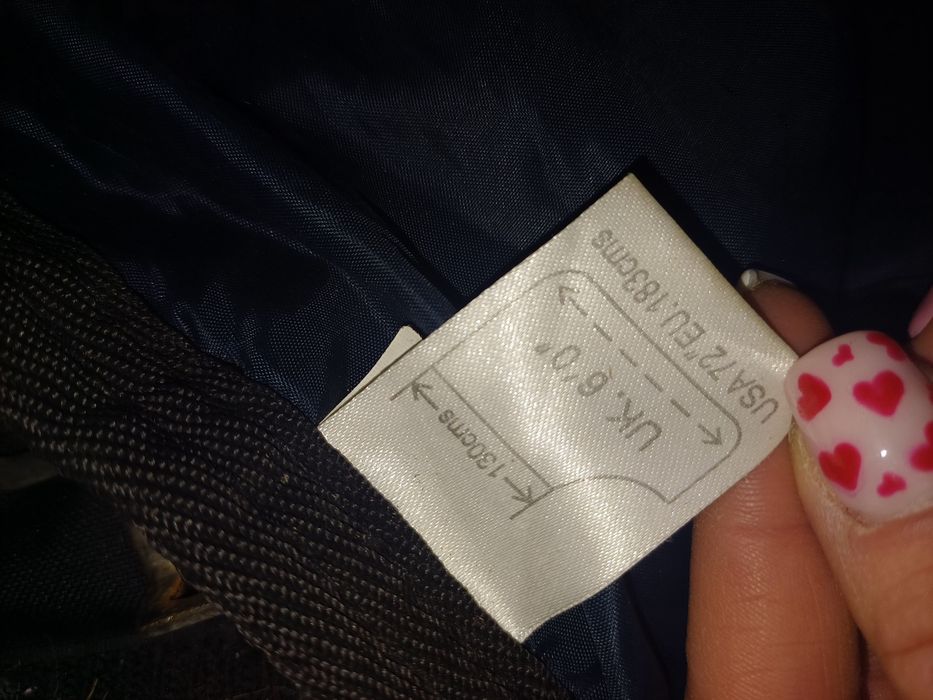 USA 72" EU.183cms
UK. 6'0"
130cms